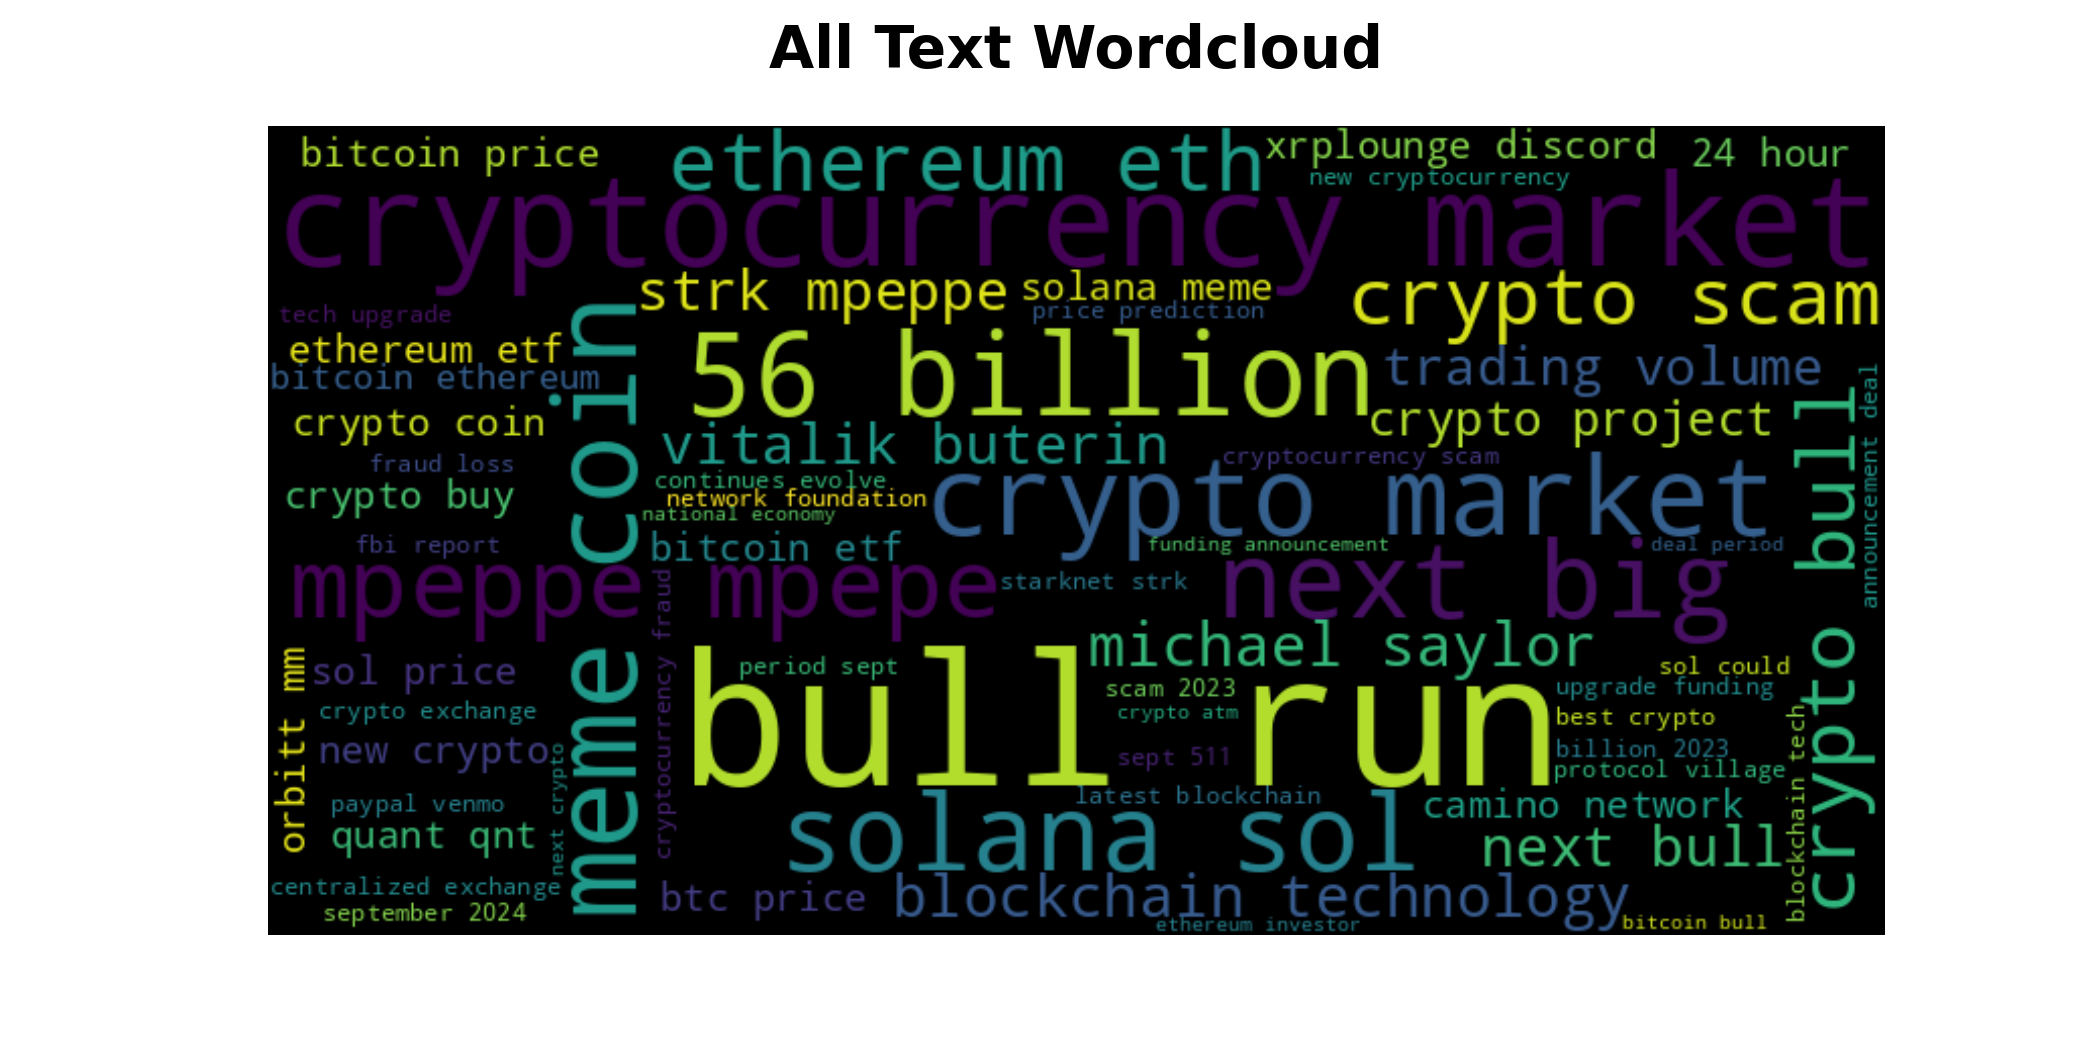 All Text Wordcloud
bitcoin price
ethereum eth
xrplounge discord
24 hour
new cryptocurrency
cryptocurrency market
strk mpeppe
solana meme
crypto scam
tech upgrade
price prediction
ethereum etf
bitcoin ethereum
56 billion
trading volume
crypto coin
crypto project
vitalik buterin
fraud loss
cryptocurrency scam
crypto buy
continues evolve
network foundation
national economy
crypto market
fbi report
bitcoin etf
funding announcement
deal period
mpeppe mpepe
starknet strk
next big
meme coin
crypto bull
announcement deal
cryptocurrency fraud
michael saylor
orbitt mm
sol price
period sept
bull run
scam 2023
sol could
upgrade funding
crypto exchange
crypto atm
best crypto
new crypto
sept 511
billion 2023
protocol village
next crypto
blockchain tech
paypal venmo
latest blockchain
camino network
quant qnt
solana sol
next bull
centralized exchange
btc price
blockchain technology
september 2024
ethereum investor
bitcoin bull